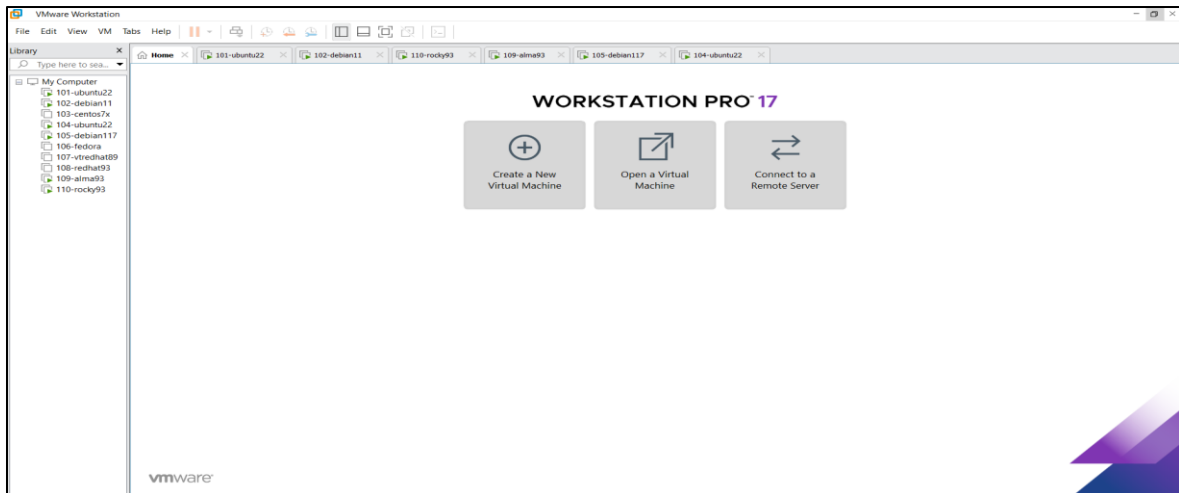 VMware Workstation
File Edit View VM Tabs Help
Library
Type here to sea...
My Computer
101-ubuntu22
102-debian11
103-centos7x
104-ubuntu22
105-debian117
106-fedora
107-vtredhat89
108-redhat93
109-alma93
110-rocky93
Home 101-ubuntu22 102-debian11 110-rocky93 109-alma93 105-debian117 104-ubuntu22
WORKSTATION PRO™ 17
Create a New
Virtual Machine
Open a Virtual
Machine
Connect to a
Remote Server
vmware®